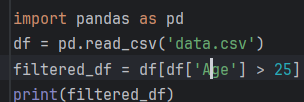 import pandas as pd
df = pd.read_csv('data.csv')
filtered_df = df[df['Age'] > 25]
print(filtered_df)